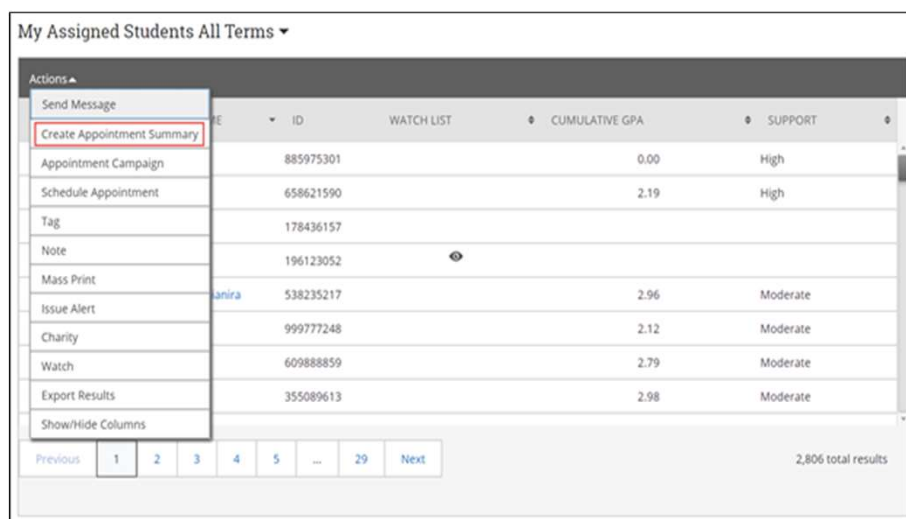 My Assigned Students All Terms
Actions
Send Message
Create Appointment Summary
Appointment Campaign
Schedule Appointment
Tag
Note
Mass Print
Issue Alert
Charity
Watch
Export Results
Show/Hide Columns
ID WATCH LIST CUMULATIVE GPA SUPPORT
885975301 0.00 High
658621590 2.19 High
178436157
196123052
538235217 2.96 Moderate
999777248 2.12 Moderate
609888859 2.79 Moderate
355089613 2.98 Moderate
Previous 1 2 3 4 5 ... 29 Next 2,806 total results